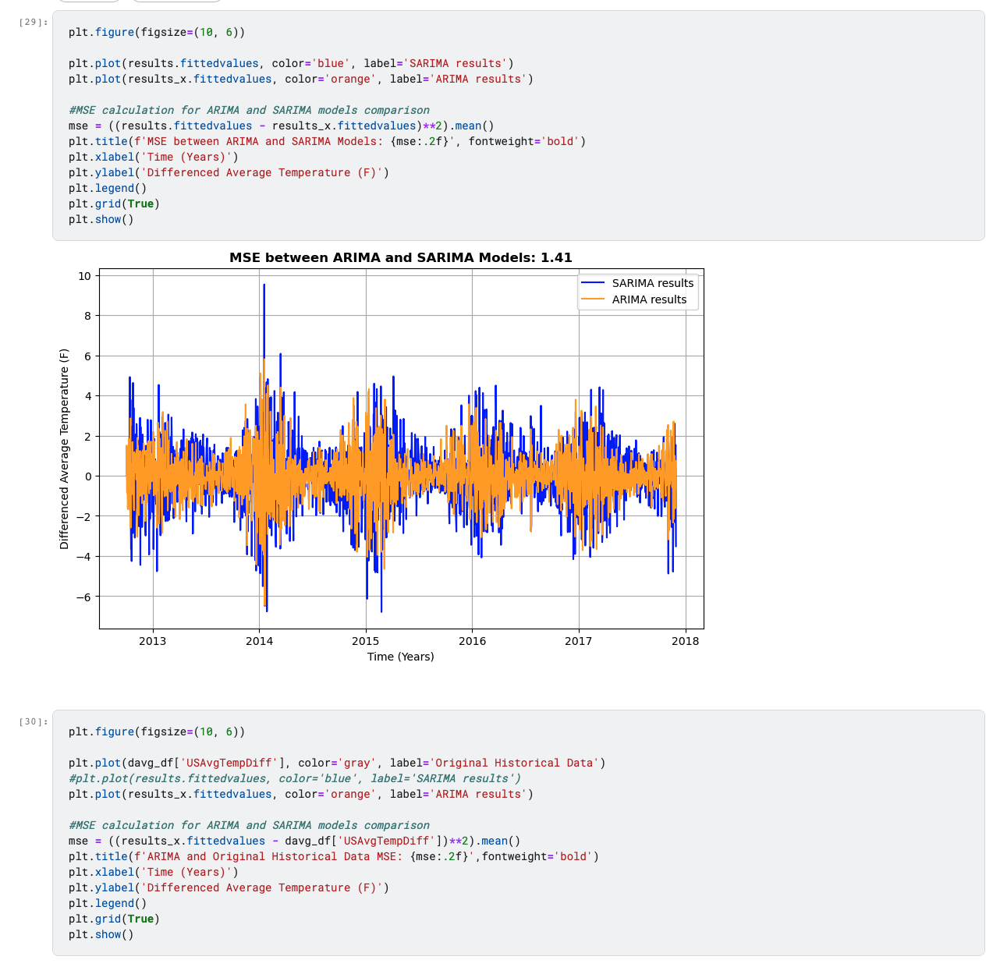 [29]:
plt.figure(figsize=(10, 6))
plt.plot(results.fittedvalues, color='blue', label='SARIMA results')
plt.plot(results_x.fittedvalues, color='orange', label='ARIMA results')
#MSE calculation for ARIMA and SARIMA models comparison
mse = ((results.fittedvalues - results_x.fittedvalues)**2).mean()
plt.title(f'MSE between ARIMA and SARIMA Models: {mse:.2f}', fontweight='bold')
plt.xlabel('Time (Years)')
plt.ylabel('Differenced Average Temperature (F)')
plt.legend()
plt.grid(True)
plt.show()
MSE between ARIMA and SARIMA Models: 1.41
SARIMA results
ARIMA results
Differenced Average Temperature (F)
10
8
6
4
2
0
−2
−4
−6
2013 2014 2015 2016 2017 2018
Time (Years)
[30]:
plt.figure(figsize=(10, 6))
plt.plot(davg_df['USAvgTempDiff'], color='gray', label='Original Historical Data')
#plt.plot(results.fittedvalues, color='blue', label='SARIMA results')
plt.plot(results_x.fittedvalues, color='orange', label='ARIMA results')
#MSE calculation for ARIMA and SARIMA models comparison
mse = ((results_x.fittedvalues - davg_df['USAvgTempDiff'])**2).mean()
plt.title(f'ARIMA and Original Historical Data MSE: {mse:.2f}',fontweight='bold')
plt.xlabel('Time (Years)')
plt.ylabel('Differenced Average Temperature (F)')
plt.legend()
plt.grid(True)
plt.show()